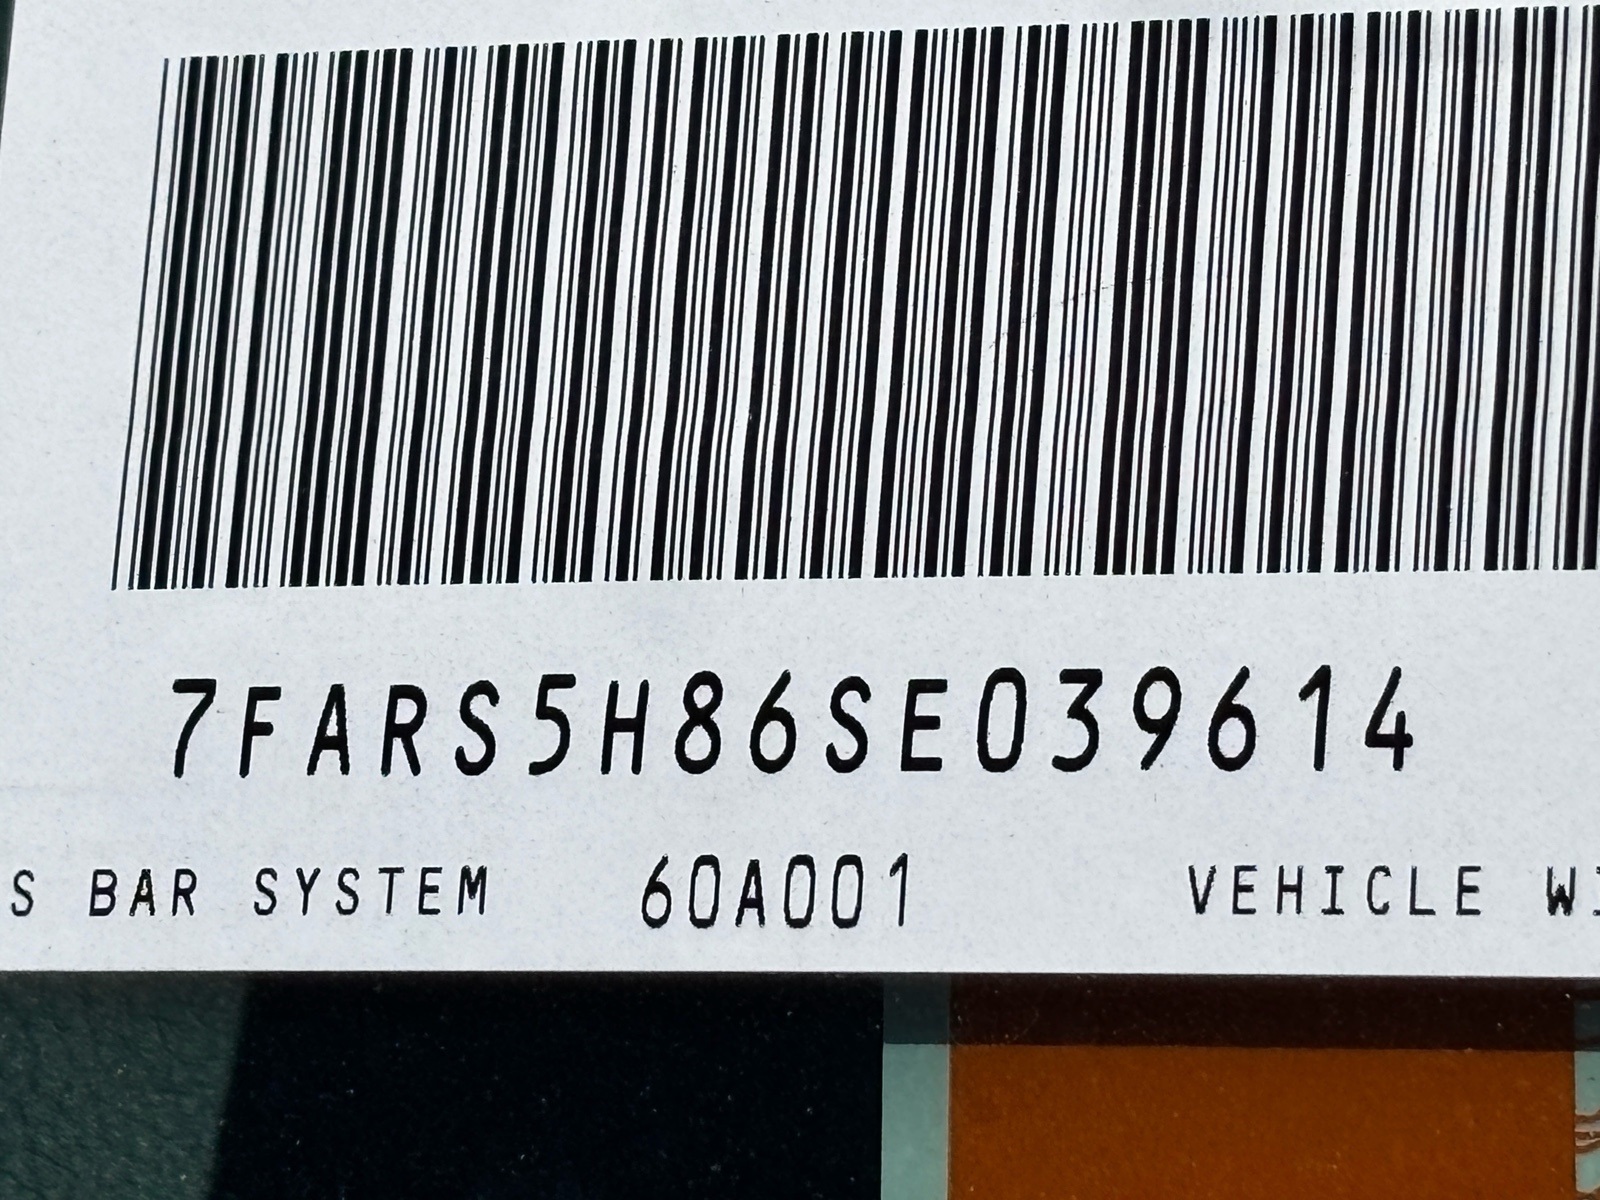 7FARS5H86SE039614
S BAR SYSTEM 60A001 VEHICLE